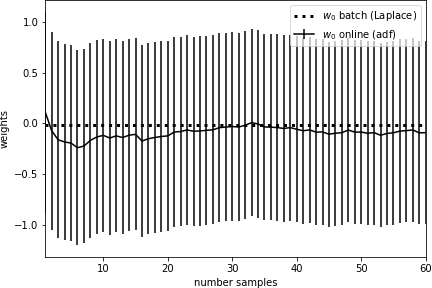 w₀ batch (Laplace)
w₀ online (adf)
1.0
0.5
0.0
−0.5
−1.0
weights
10 20 30 40 50 60
number samples